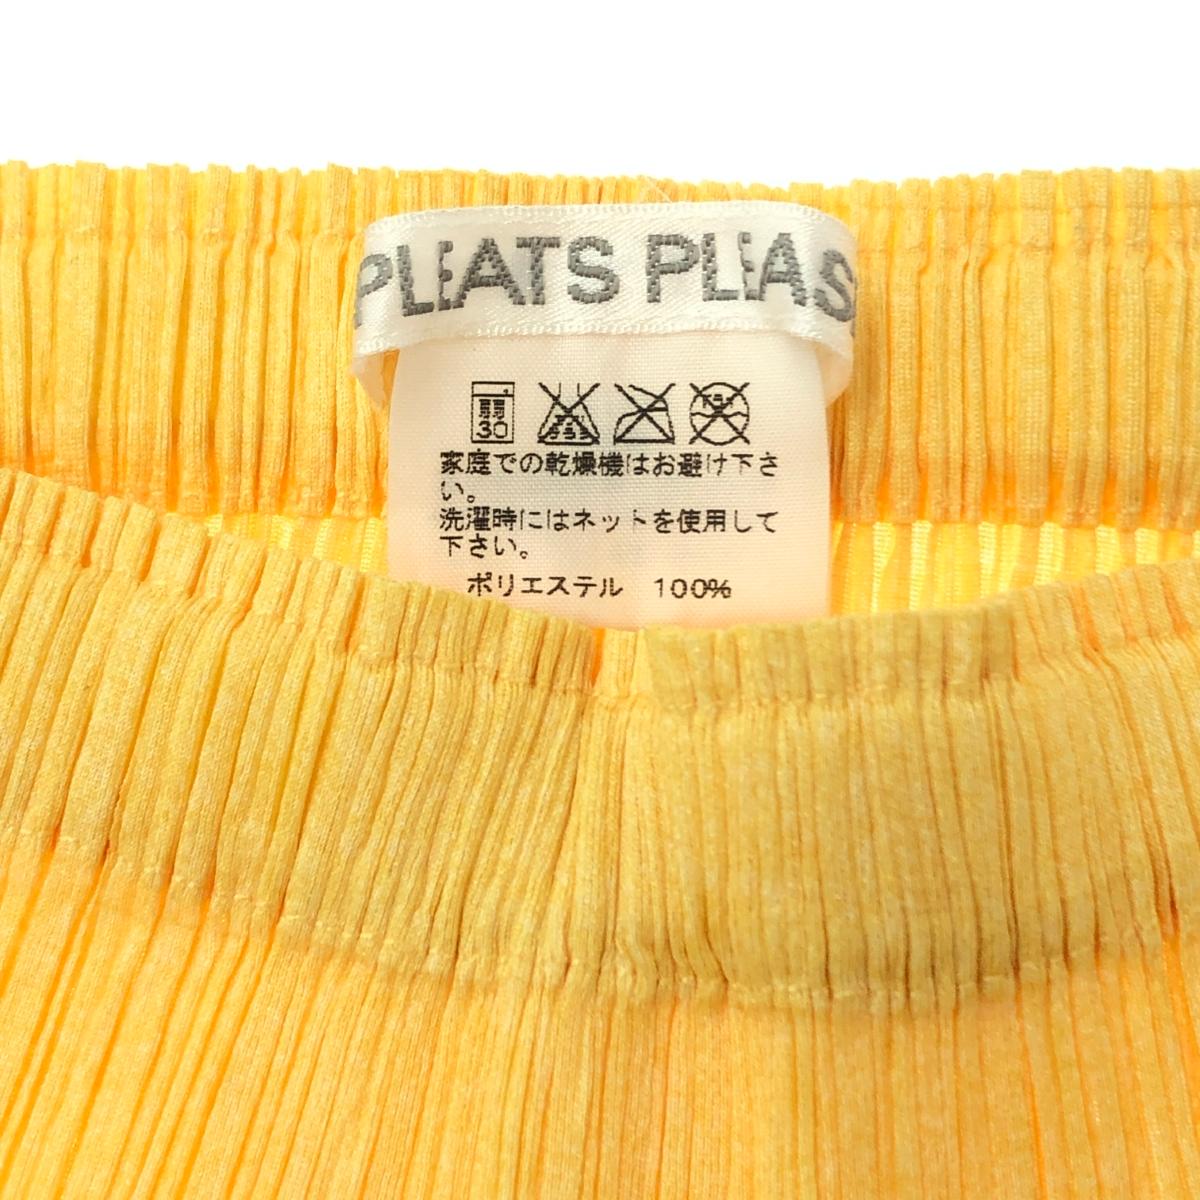 PLEATS PLEAS
弱
30
家庭での乾燥機はお避け下さ
い。
洗濯時にはネットを使用して
下さい。
ポリエステル 100%